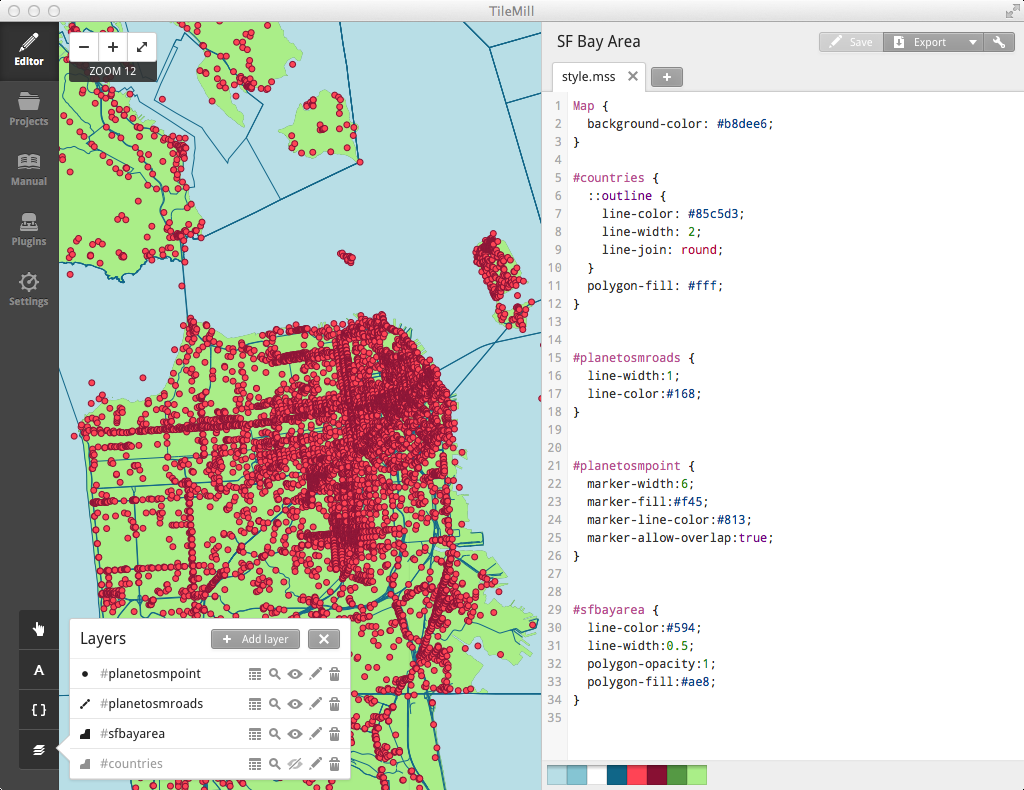 TileMill
Editor
Projects
Manual
Plugins
Settings
− + 
ZOOM 12
A
{ }
Layers
+ Add layer
#planetosmpoint
#planetosmroads
#sfbayarea
#countries
SF Bay Area
Save
Export
style.mss
+
1 Map {
2 background-color: #b8dee6;
3 }
4
5 #countries {
6 ::outline {
7 line-color: #85c5d3;
8 line-width: 2;
9 line-join: round;
10 }
11 polygon-fill: #fff;
12 }
13
14
15 #planetosmroads {
16 line-width:1;
17 line-color:#168;
18 }
19
20
21 #planetosmpoint {
22 marker-width:6;
23 marker-fill:#f45;
24 marker-line-color:#813;
25 marker-allow-overlap:true;
26 }
27
28
29 #sfbayarea {
30 line-color:#594;
31 line-width:0.5;
32 polygon-opacity:1;
33 polygon-fill:#ae8;
34 }
35